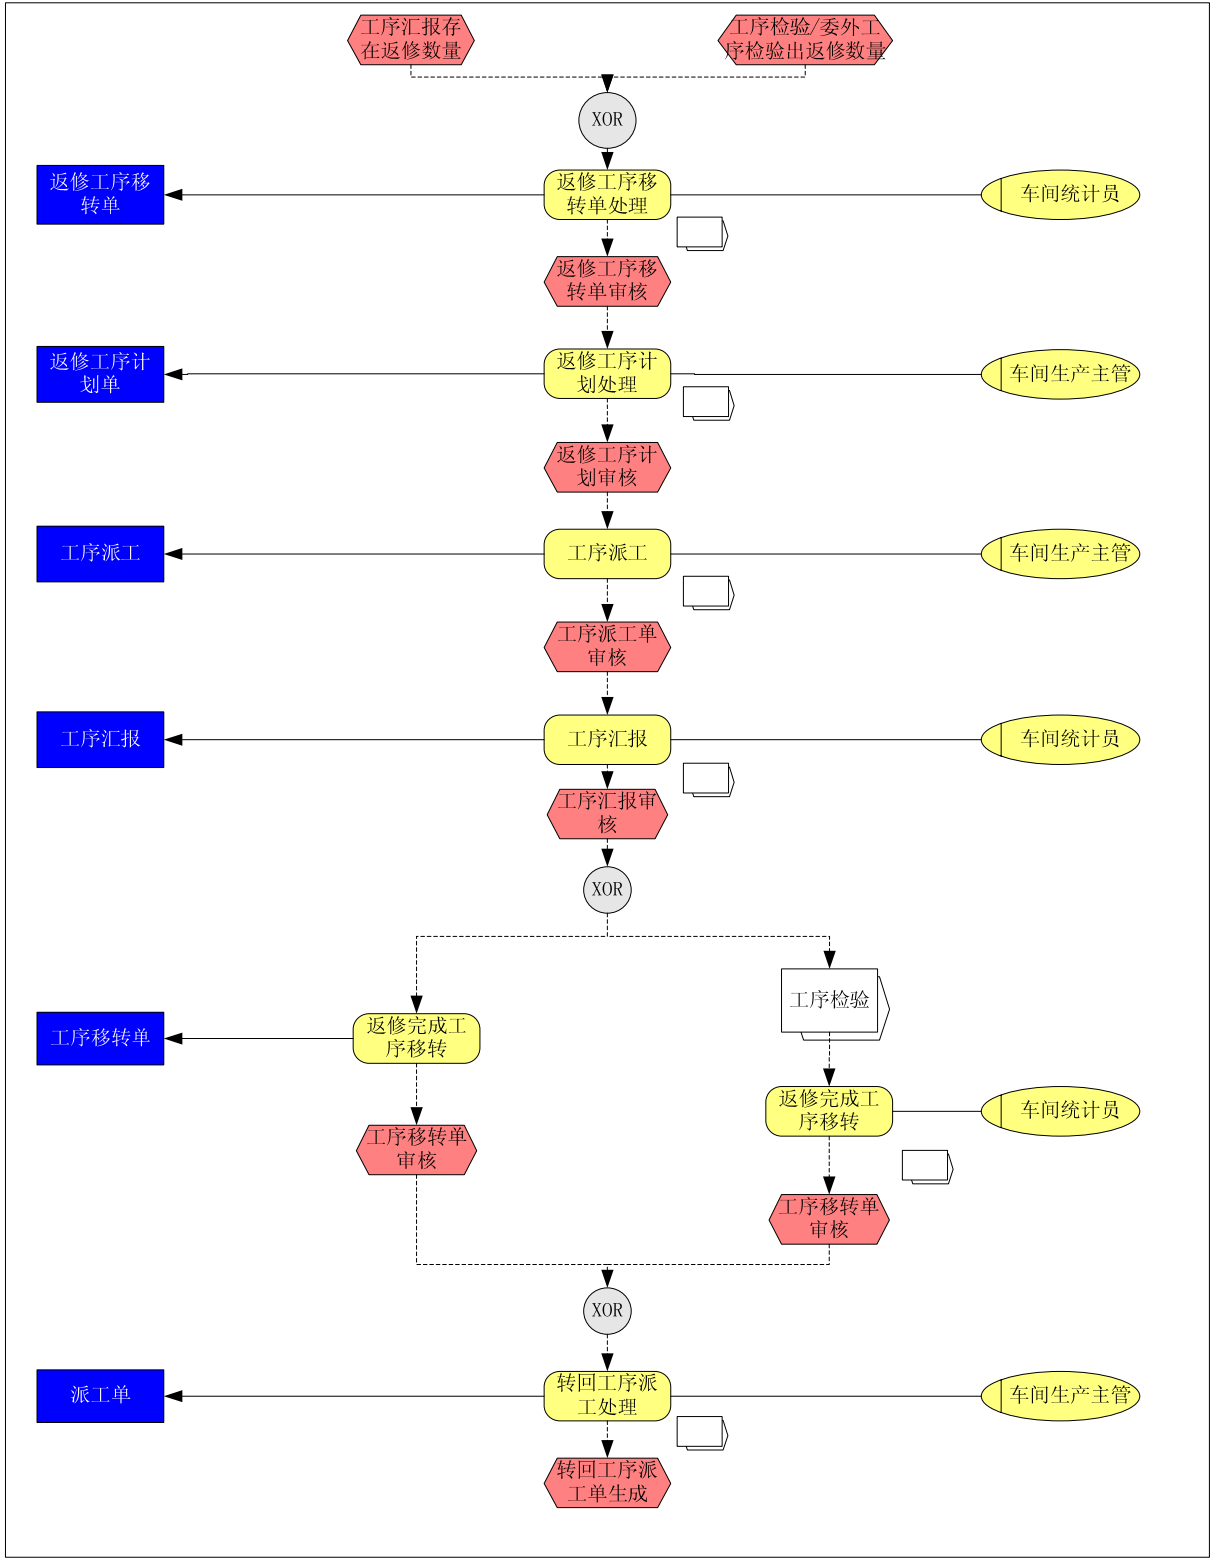 工序汇报存
在返修数量
工序检验/委外工
序检验出返修数量
XOR
返修工序移
转单
返修工序移
转单处理
车间统计员
返修工序移
转单审核
返修工序计
划单
返修工序计
划处理
车间生产主管
返修工序计
划审核
工序派工
工序派工
车间生产主管
工序派工单
审核
工序汇报
工序汇报
车间统计员
工序汇报审
核
XOR
工序检验
工序移转单
返修完成工
序移转
返修完成工
序移转
车间统计员
工序移转单
审核
工序移转单
审核
XOR
派工单
转回工序派
工处理
车间生产主管
转回工序派
工单生成